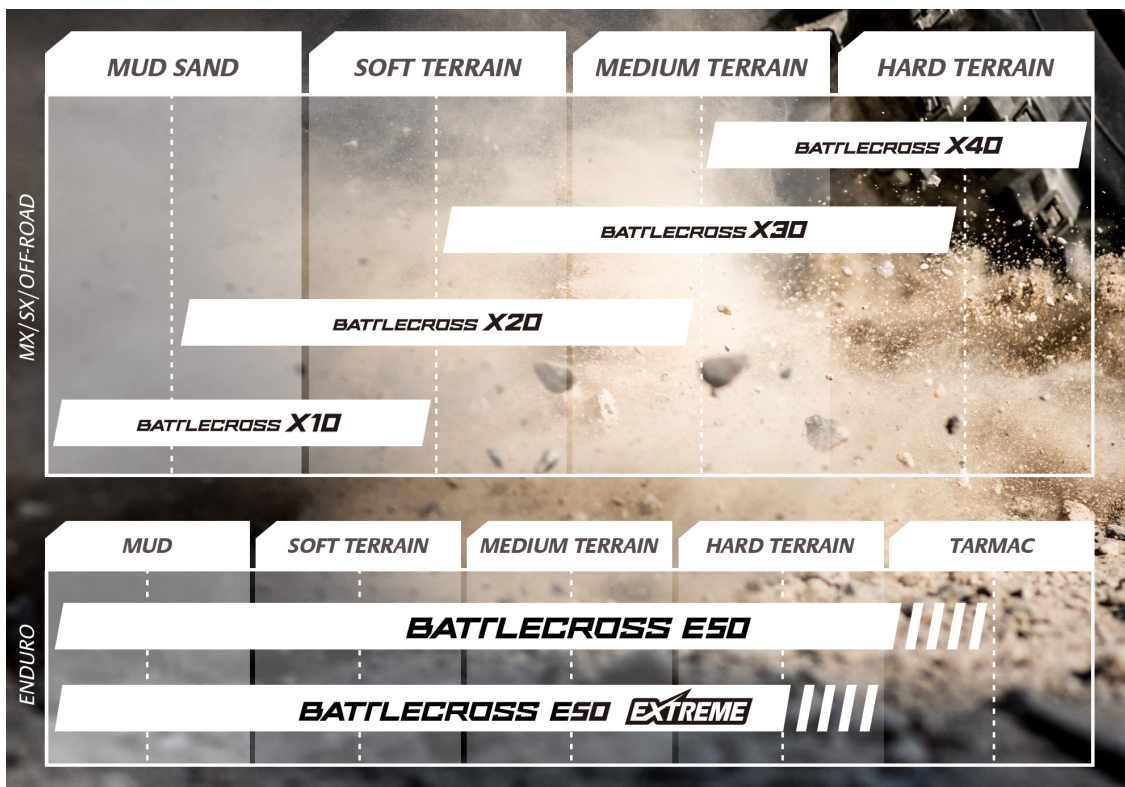 MUD SAND
SOFT TERRAIN
MEDIUM TERRAIN
HARD TERRAIN
MX/SX/OFF-ROAD
BATTLECROSS X40
BATTLECROSS X30
BATTLECROSS X20
BATTLECROSS X10
MUD
SOFT TERRAIN
MEDIUM TERRAIN
HARD TERRAIN
TARMAC
ENDURO
BATTLECROSS E50
BATTLECROSS E50 EXTREME